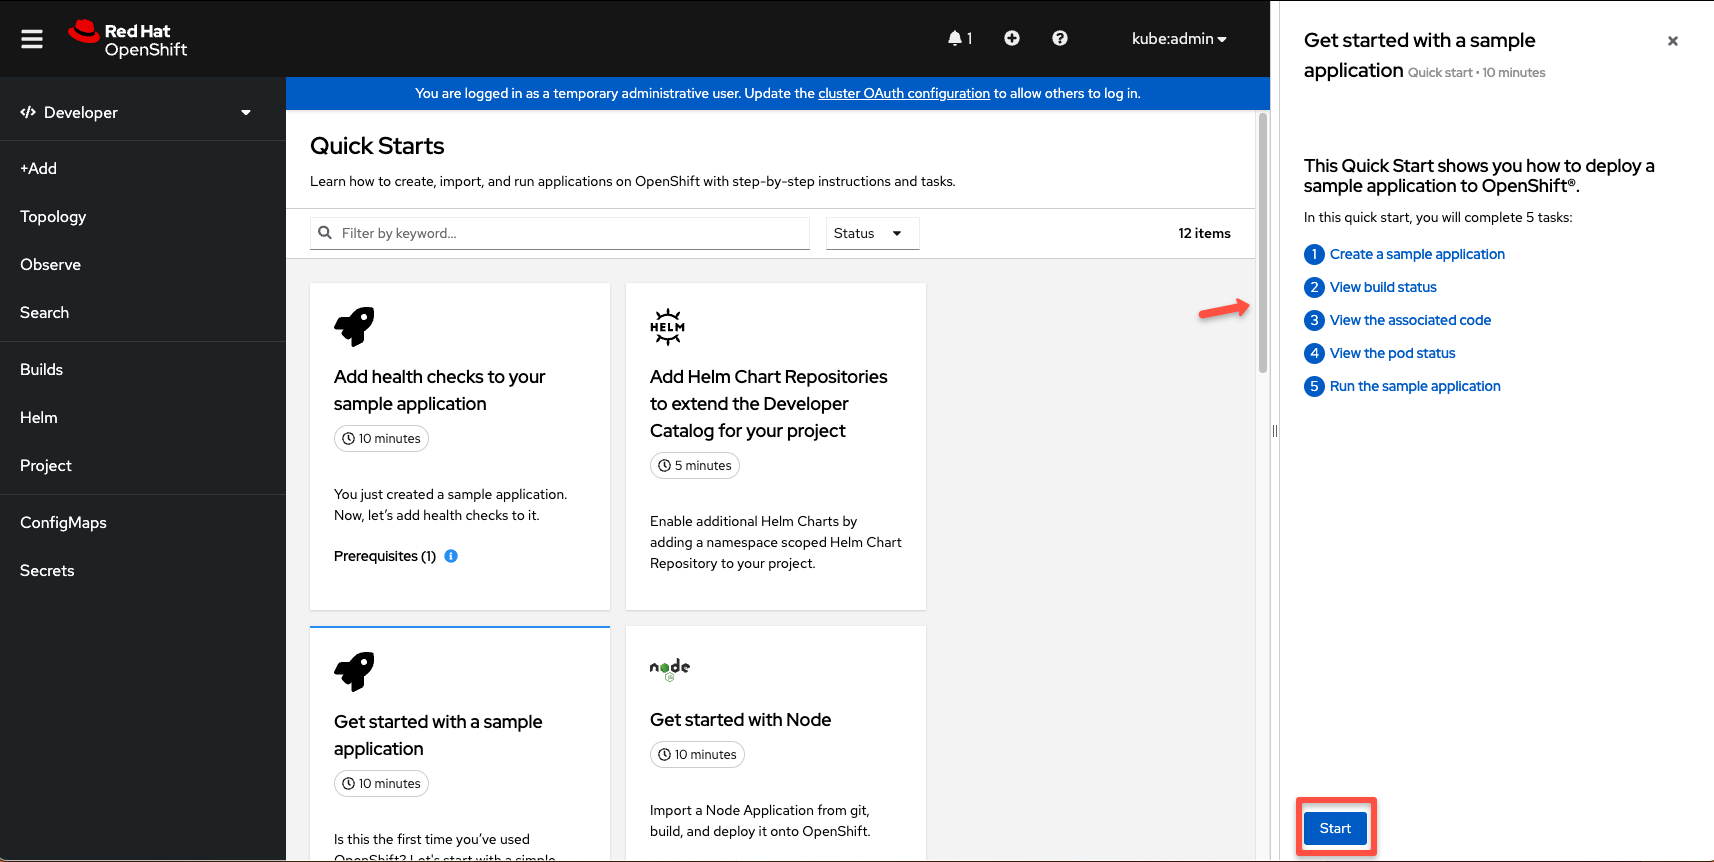 Red Hat
OpenShift
1
kube:admin
Developer
+Add
Topology
Observe
Search
Builds
Helm
Project
ConfigMaps
Secrets
You are logged in as a temporary administrative user. Update the cluster OAuth configuration to allow others to log in.
Quick Starts
Learn how to create, import, and run applications on OpenShift with step-by-step instructions and tasks.
Filter by keyword...
Status
12 items
Add health checks to your
sample application
10 minutes
You just created a sample application.
Now, let’s add health checks to it.
Prerequisites (1)
HELM
Add Helm Chart Repositories
to extend the Developer
Catalog for your project
5 minutes
Enable additional Helm Charts by
adding a namespace scoped Helm Chart
Repository to your project.
Get started with a sample
application
10 minutes
Is this the first time you’ve used
OpenShift? Let's start with a simple
node
Get started with Node
10 minutes
Import a Node Application from git,
build, and deploy it onto OpenShift.
Get started with a sample
application Quick start • 10 minutes
This Quick Start shows you how to deploy a
sample application to OpenShift®.
In this quick start, you will complete 5 tasks:
1 Create a sample application
2 View build status
3 View the associated code
4 View the pod status
5 Run the sample application
Start